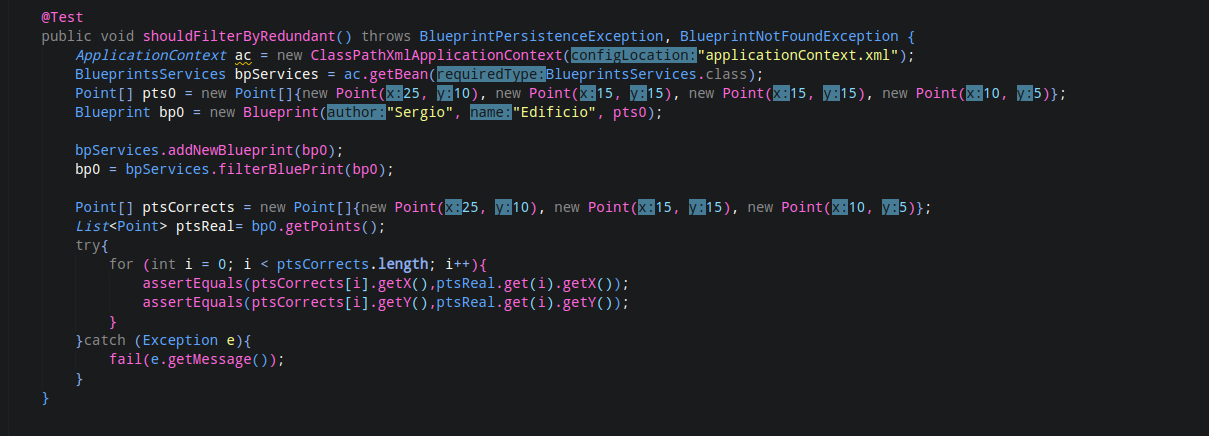 @Test
public void shouldFilterByRedundant() throws BlueprintPersistenceException, BlueprintNotFoundException {
ApplicationContext ac = new ClassPathXmlApplicationContext(configLocation:"applicationContext.xml");
BlueprintsServices bpServices = ac.getBean(requiredType:BlueprintsServices.class);
Point[] pts0 = new Point[]{new Point(x:25, y:10), new Point(x:15, y:15), new Point(x:15, y:15), new Point(x:10, y:5)};
Blueprint bp0 = new Blueprint(author:"Sergio", name:"Edificio", pts0);
bpServices.addNewBlueprint(bp0);
bp0 = bpServices.filterBluePrint(bp0);
Point[] ptsCorrects = new Point[]{new Point(x:25, y:10), new Point(x:15, y:15), new Point(x:10, y:5)};
List<Point> ptsReal= bp0.getPoints();
try{
for (int i = 0; i < ptsCorrects.length; i++){
assertEquals(ptsCorrects[i].getX(),ptsReal.get(i).getX());
assertEquals(ptsCorrects[i].getY(),ptsReal.get(i).getY());
}
}catch (Exception e){
fail(e.getMessage());
}
}